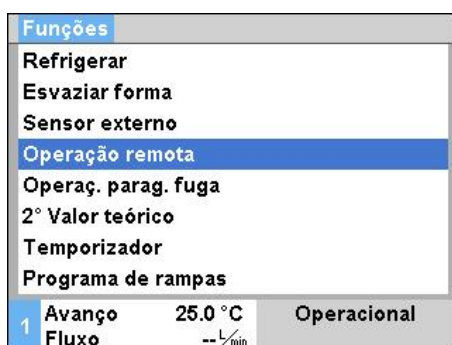 Funções
Refrigerar
Esvaziar forma
Sensor externo
Operação remota
Operaç. parag. fuga
2° Valor teórico
Temporizador
Programa de rampas
1 Avanço 25.0 °C Operacional
Fluxo -- L/min